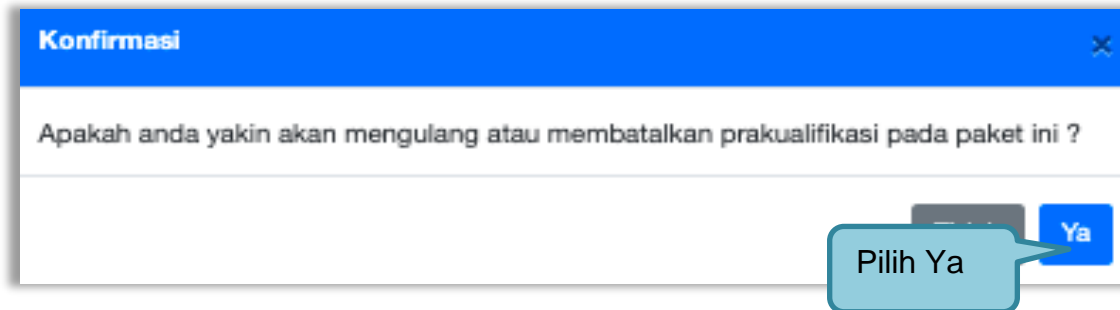 Konfirmasi
×
Apakah anda yakin akan mengulang atau membatalkan prakualifikasi pada paket ini ?
Ya
Pilih Ya